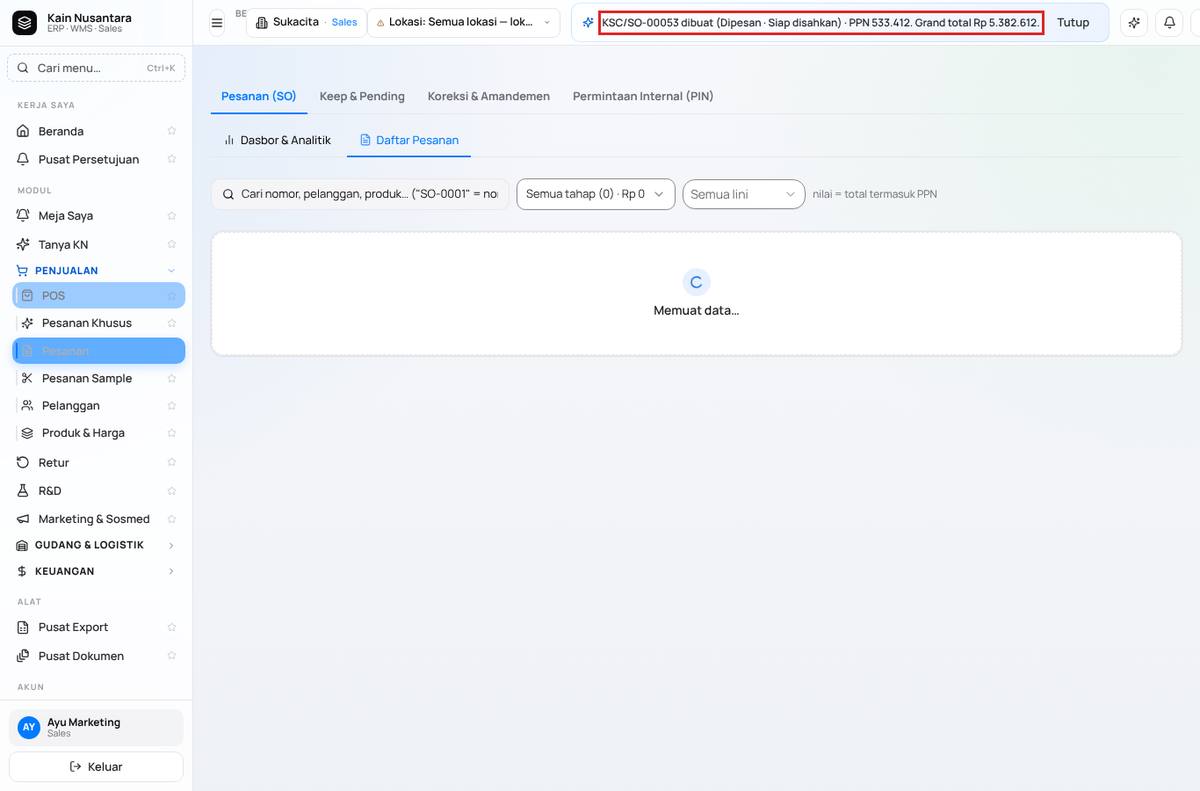 Kain Nusantara
ERP · WMS · Sales
Cari menu...
Ctrl+K
KERJA SAYA
Beranda
Pusat Persetujuan
MODUL
Meja Saya
Tanya KN
PENJUALAN
POS
Pesanan Khusus
Pesanan
Pesanan Sample
Pelanggan
Produk & Harga
Retur
R&D
Marketing & Sosmed
GUDANG & LOGISTIK
KEUANGAN
ALAT
Pusat Export
Pusat Dokumen
AKUN
AY
Ayu Marketing
Sales
Keluar
BE
Sukacita · Sales
Lokasi: Semua lokasi — lok...
KSC/SO-00053 dibuat (Dipesan · Siap disahkan) · PPN 533.412. Grand total Rp 5.382.612.
Tutup
Pesanan (SO)
Keep & Pending
Koreksi & Amandemen
Permintaan Internal (PIN)
Dasbor & Analitik
Daftar Pesanan
Cari nomor, pelanggan, produk... ("SO-0001" = no
Semua tahap (0) · Rp 0
Semua lini
nilai = total termasuk PPN
Memuat data...